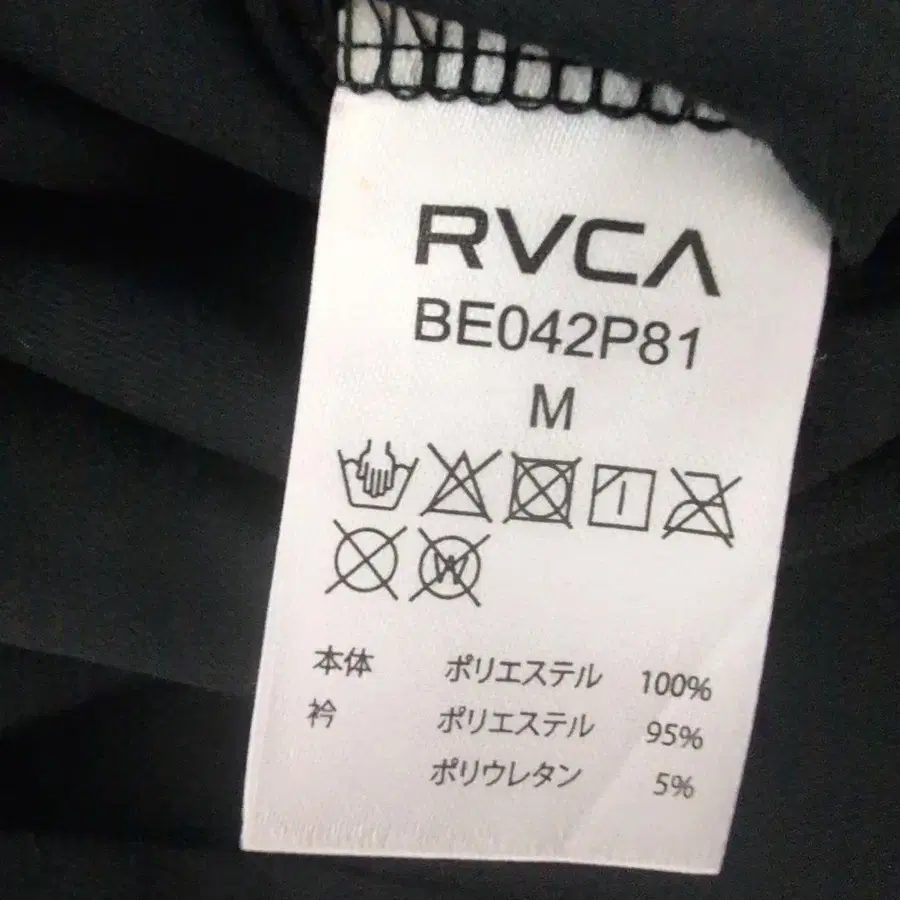 RVCA
BE042P81
M
W
本体 ポリエステル 100%
衿 ポリエステル 95%
ポリウレタン 5%